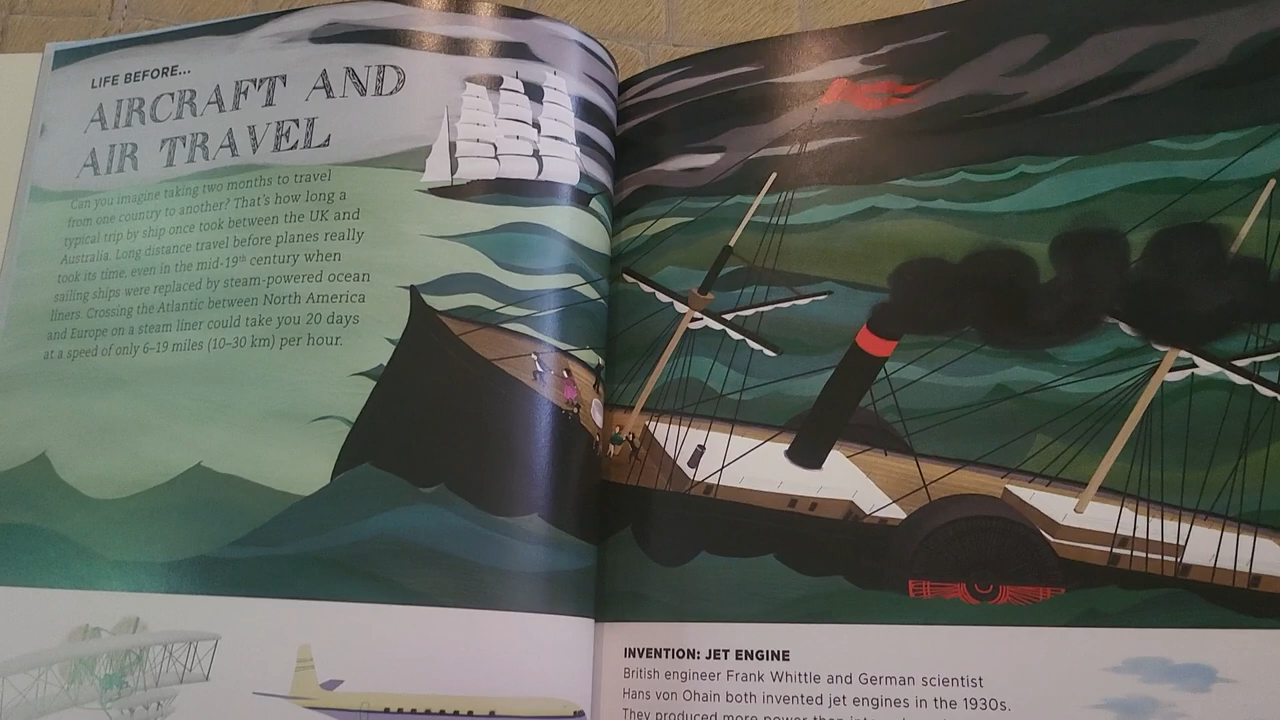 LIFE BEFORE...
AIRCRAFT AND
AIR TRAVEL
Can you imagine taking two months to travel
from one country to another? That's how long a
typical trip by ship once took between the UK and
Australia. Long distance travel before planes really
took its time, even in the mid-19th century when
sailing ships were replaced by steam-powered ocean
liners. Crossing the Atlantic between North America
and Europe on a steam liner could take you 20 days
at a speed of only 6–19 miles (10–30 km) per hour.
INVENTION: JET ENGINE
British engineer Frank Whittle and German scientist
Hans von Ohain both invented jet engines in the 1930s.
They produced more power than